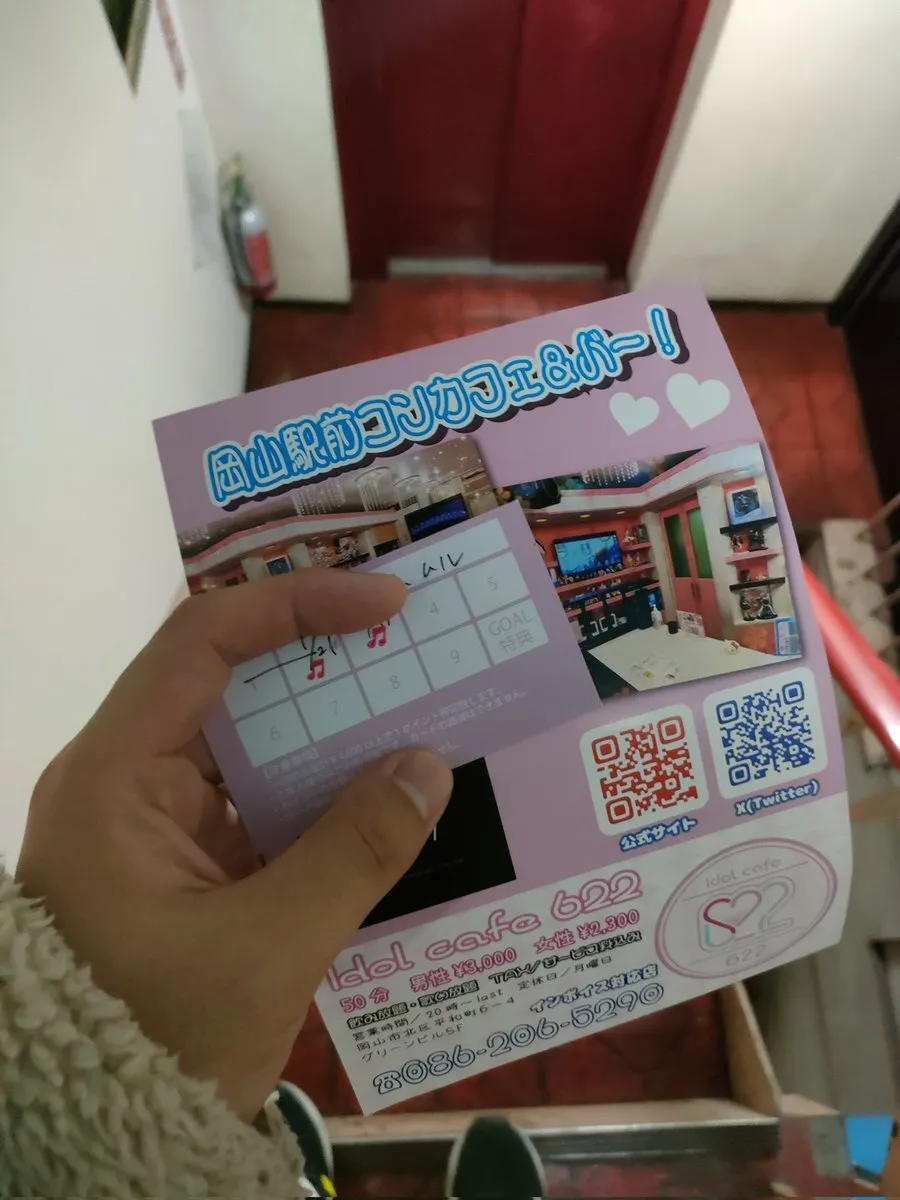 岡山駅前コンカフェ&バー!
4
5
1/21
GOAL
特典
6
7
8
9
公式サイト
X(Twitter)
Idol cafe 622
50分 男性¥3,000 女性¥2,300
飲み放題・歌い放題 TAX/サービス料込み
営業時間/20時〜last 定休日/月曜日
岡山市北区平和町6-4
グリーンビル5F
インボイス対応店
☎086-206-5290
Idol cafe
622
622